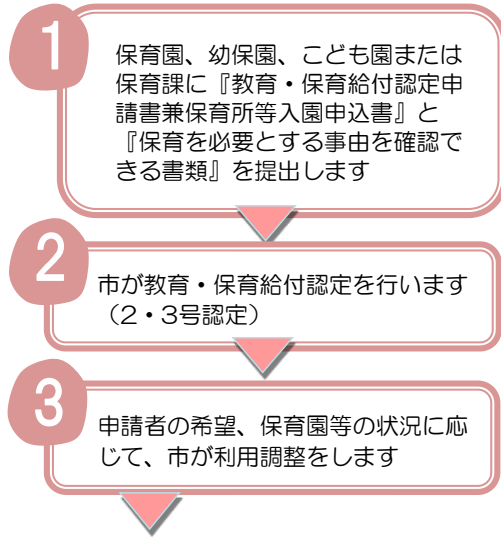 1
保育園、幼保園、こども園または
保育課に『教育・保育給付認定申
請書兼保育所等入園申込書』と
『保育を必要とする事由を確認で
きる書類』を提出します
2
市が教育・保育給付認定を行います
（2・3号認定）
3
申請者の希望、保育園等の状況に応
じて、市が利用調整をします